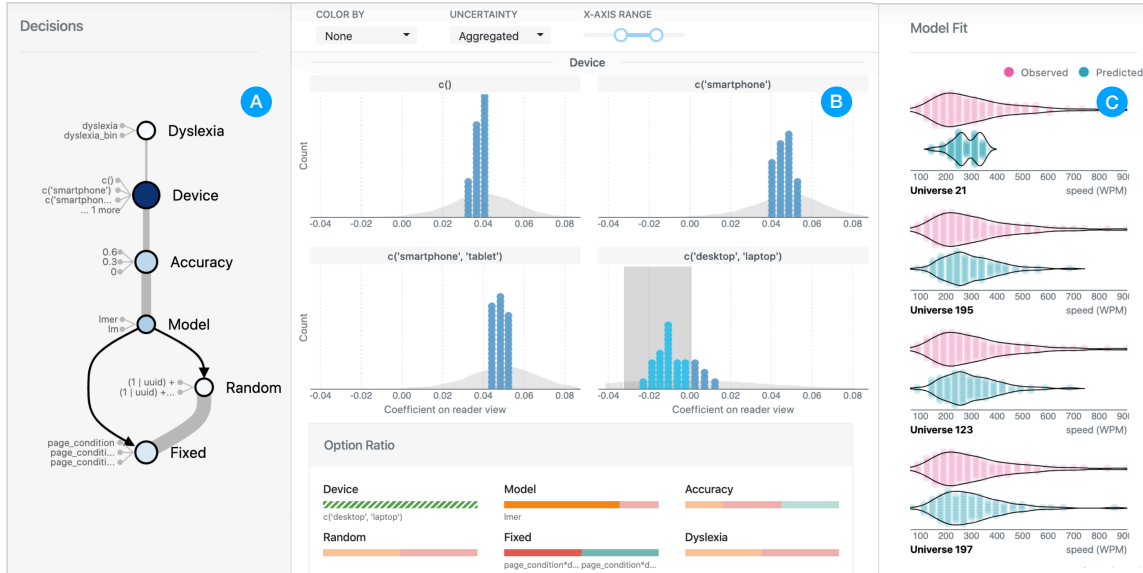 Decisions
A
dyslexia
dyslexia_bin
Dyslexia
c()
c('smartphone')
c('smartphon...
... 1 more
Device
0.6
0.3
0
Accuracy
lmer
lm
Model
(1 | uuid) +
(1 | uuid) +...
Random
page_condition
page_conditi...
page_conditi...
Fixed
COLOR BY
UNCERTAINTY
X-AXIS RANGE
None
Aggregated
Device
B
c()
c('smartphone')
Count
-0.04 -0.02 0.00 0.02 0.04 0.06 0.08
-0.04 -0.02 0.00 0.02 0.04 0.06 0.08
c('smartphone', 'tablet')
c('desktop', 'laptop')
Count
-0.04 -0.02 0.00 0.02 0.04 0.06 0.08
-0.04 -0.02 0.00 0.02 0.04 0.06 0.08
Coefficient on reader view
Coefficient on reader view
Option Ratio
Device
Model
Accuracy
c('desktop', 'laptop')
lmer
Random
Fixed
Dyslexia
page_condition*d... page_condition*d...
Model Fit
Observed Predicted
C
100 200 300 400 500 600 700 800 900
Universe 21
speed (WPM)
100 200 300 400 500 600 700 800 900
Universe 195
speed (WPM)
100 200 300 400 500 600 700 800 900
Universe 123
speed (WPM)
100 200 300 400 500 600 700 800 900
Universe 197
speed (WPM)